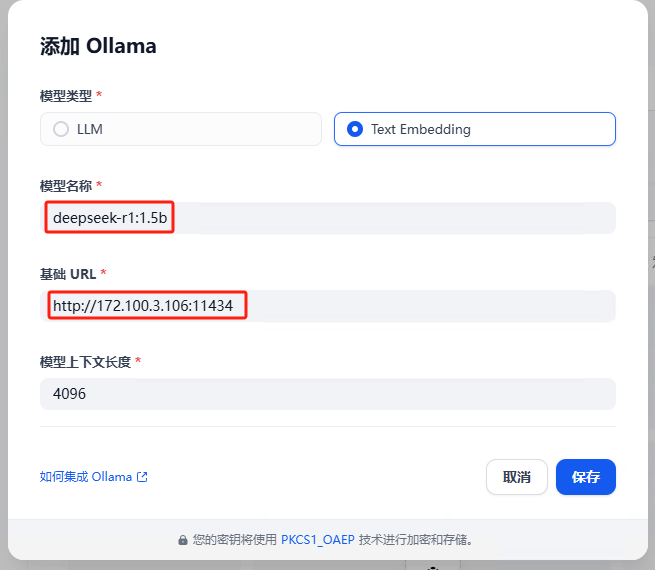 添加 Ollama
模型类型 *
LLM
Text Embedding
模型名称 *
deepseek-r1:1.5b
基础 URL *
http://172.100.3.106:11434
模型上下文长度 *
4096
如何集成 Ollama
取消
保存
您的密钥将使用 PKCS1_OAEP 技术进行加密和存储。